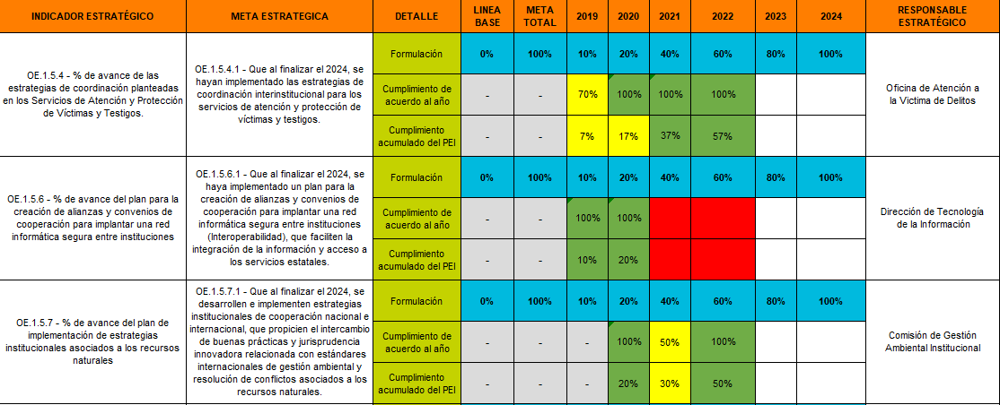 INDICADOR ESTRATÉGICO META ESTRATEGICA DETALLE LINEA BASE META TOTAL 2019 2020 2021 2022 2023 2024 RESPONSABLE ESTRATÉGICO
OE.1.5.4 - % de avance de las
estrategias de coordinación planteadas
en los Servicios de Atención y Protección
de Víctimas y Testigos.
OE.1.5.4.1 - Que al finalizar el 2024, se
hayan implementado las estrategias de
coordinación interinstitucional para los
servicios de atención y protección de
víctimas y testigos.
Formulación 0% 100% 10% 20% 40% 60% 80% 100%
Cumplimiento de
acuerdo al año
- - 70% 100% 100% 100%
Cumplimiento
acumulado del PEI
- - 7% 17% 37% 57%
Oficina de Atención a
la Victima de Delitos
OE.1.5.6 - % de avance del plan para la
creación de alianzas y convenios de
cooperación para implantar una red
informática segura entre instituciones
OE.1.5.6.1 - Que al finalizar el 2024, se
haya implementado un plan para la
creación de alianzas y convenios de
cooperación para implantar una red
informática segura entre instituciones
(Interoperabilidad), que faciliten la
integración de la información y acceso a
los servicios estatales.
Formulación 0% 100% 10% 20% 40% 60% 80% 100%
Cumplimiento de
acuerdo al año
- - 100% 100%
Cumplimiento
acumulado del PEI
- - 10% 20%
Dirección de Tecnología
de la Información
OE.1.5.7 - % de avance del plan de
implementación de estrategias
institucionales asociados a los recursos
naturales
OE.1.5.7.1 - Que al finalizar el 2024, se
desarrollen e implementen estrategias
institucionales de cooperación nacional e
internacional, que propicien el intercambio
de buenas prácticas y jurisprudencia
innovadora relacionada con estándares
internacionales de gestión ambiental y
resolución de conflictos asociados a los
recursos naturales.
Formulación 0% 100% 10% 20% 40% 60% 80% 100%
Cumplimiento de
acuerdo al año
- - - 100% 50% 100%
Cumplimiento
acumulado del PEI
- - - 20% 30% 50%
Comisión de Gestión
Ambiental Institucional